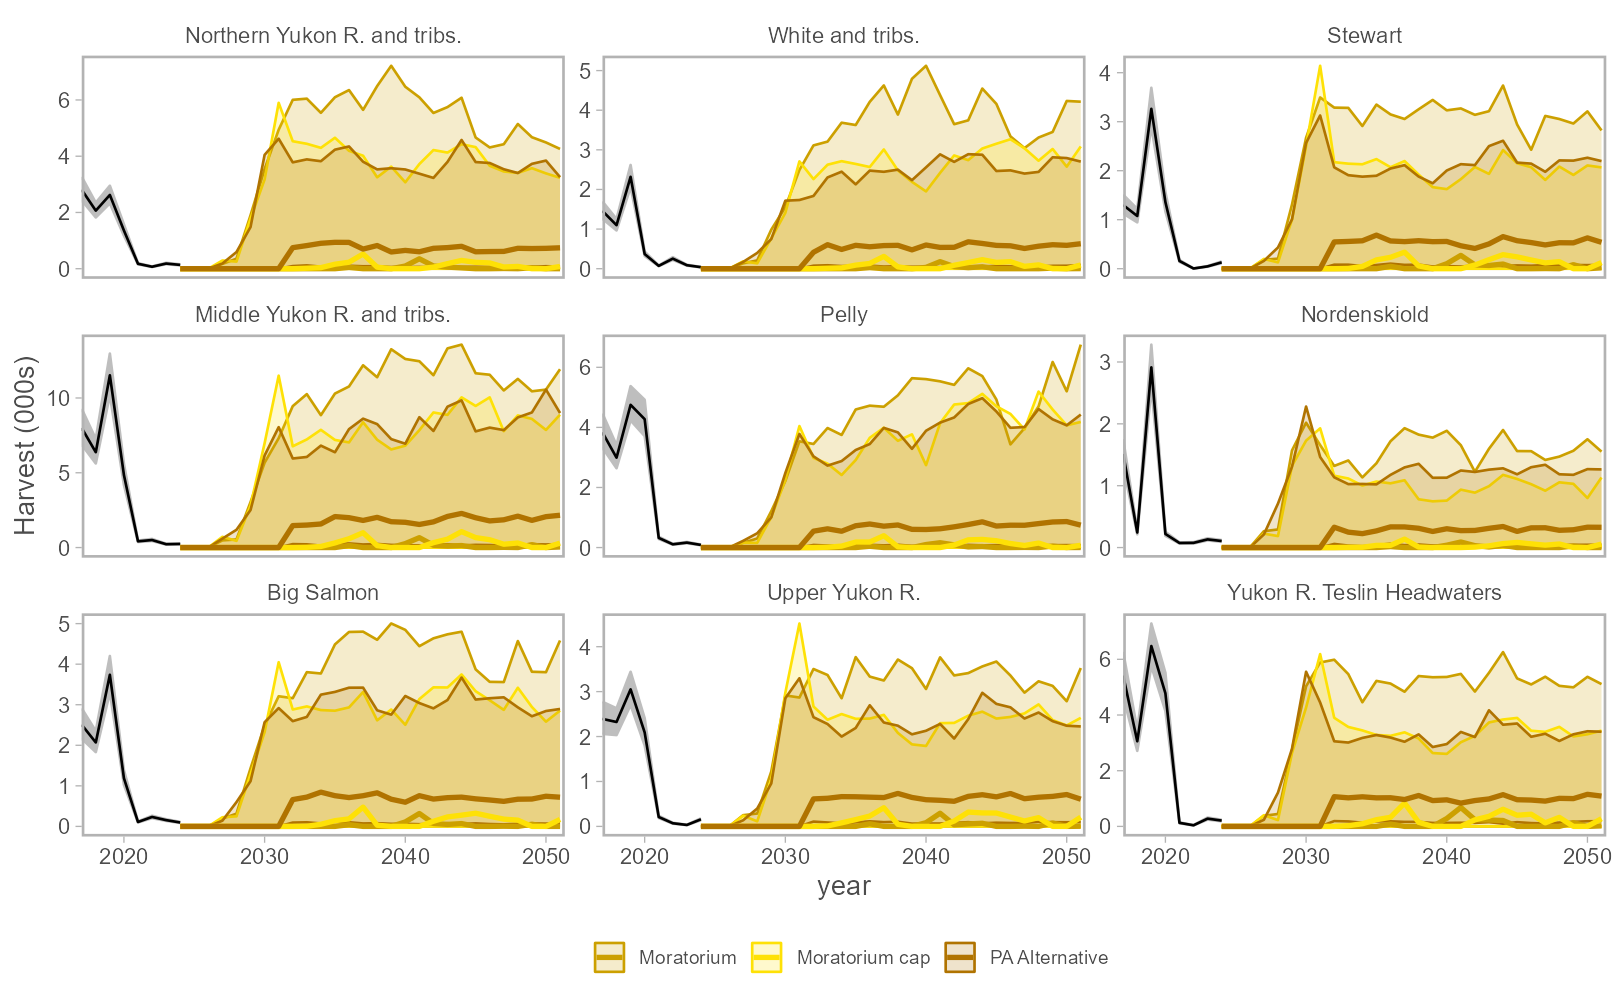 Northern Yukon R. and tribs.
White and tribs.
Stewart
6
4
2
0
5
4
3
2
1
0
4
3
2
1
0
Middle Yukon R. and tribs.
Pelly
Nordenskiold
Harvest (000s)
10
5
0
6
4
2
0
3
2
1
0
Big Salmon
Upper Yukon R.
Yukon R. Teslin Headwaters
5
4
3
2
1
0
4
3
2
1
0
6
4
2
0
2020 2030 2040 2050
2020 2030 2040 2050
2020 2030 2040 2050
year
Moratorium Moratorium cap PA Alternative